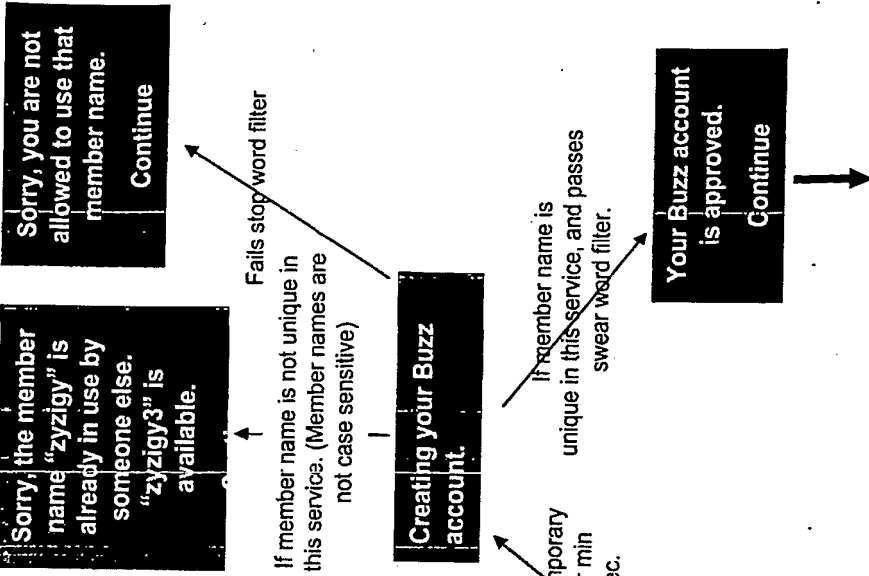 Sorry, the member
name "zyzigy" is
already in use by
someone else.
"zyzigy3" is
available.
Sorry, you are not
allowed to use that
member name.
Continue
If member name is not unique in
this service. (Member names are
not case sensitive)
Fails stop word filter
Creating your Buzz
account.
If member name is
unique in this service, and passes
swear word filter.
min
Your Buzz account
is approved.
Continue